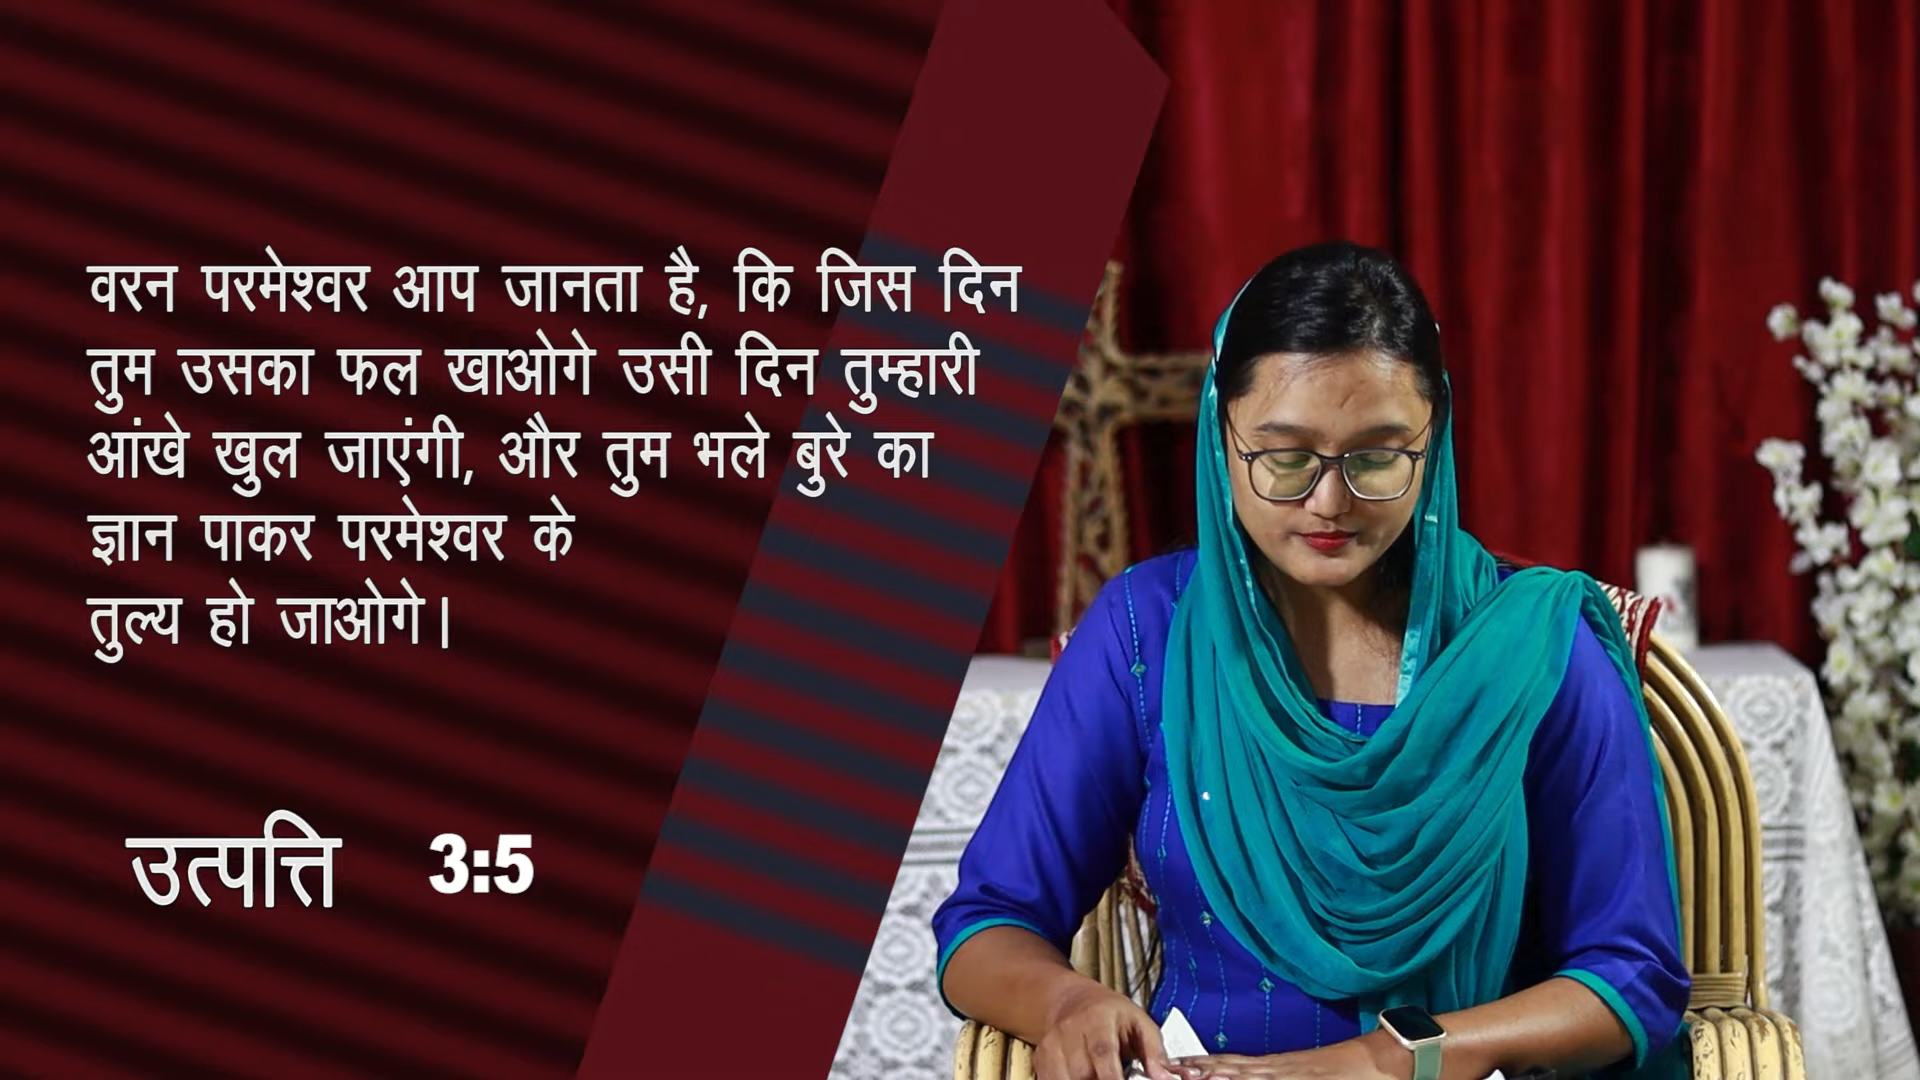 वरन परमेश्वर आप जानता है, कि जिस दिन
तुम उसका फल खाओगे उसी दिन तुम्हारी
आंखे खुल जाएंगी, और तुम भले बुरे का
ज्ञान पाकर परमेश्वर के
तुल्य हो जाओगे|
उत्पत्ति 3:5